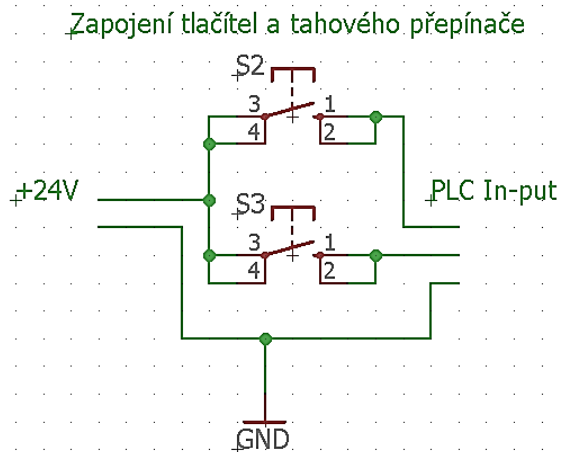 Zapojení tlačítel a tahového přepínače
S2
3 1
4 2
+24V
PLC In-put
S3
3 1
4 2
GND